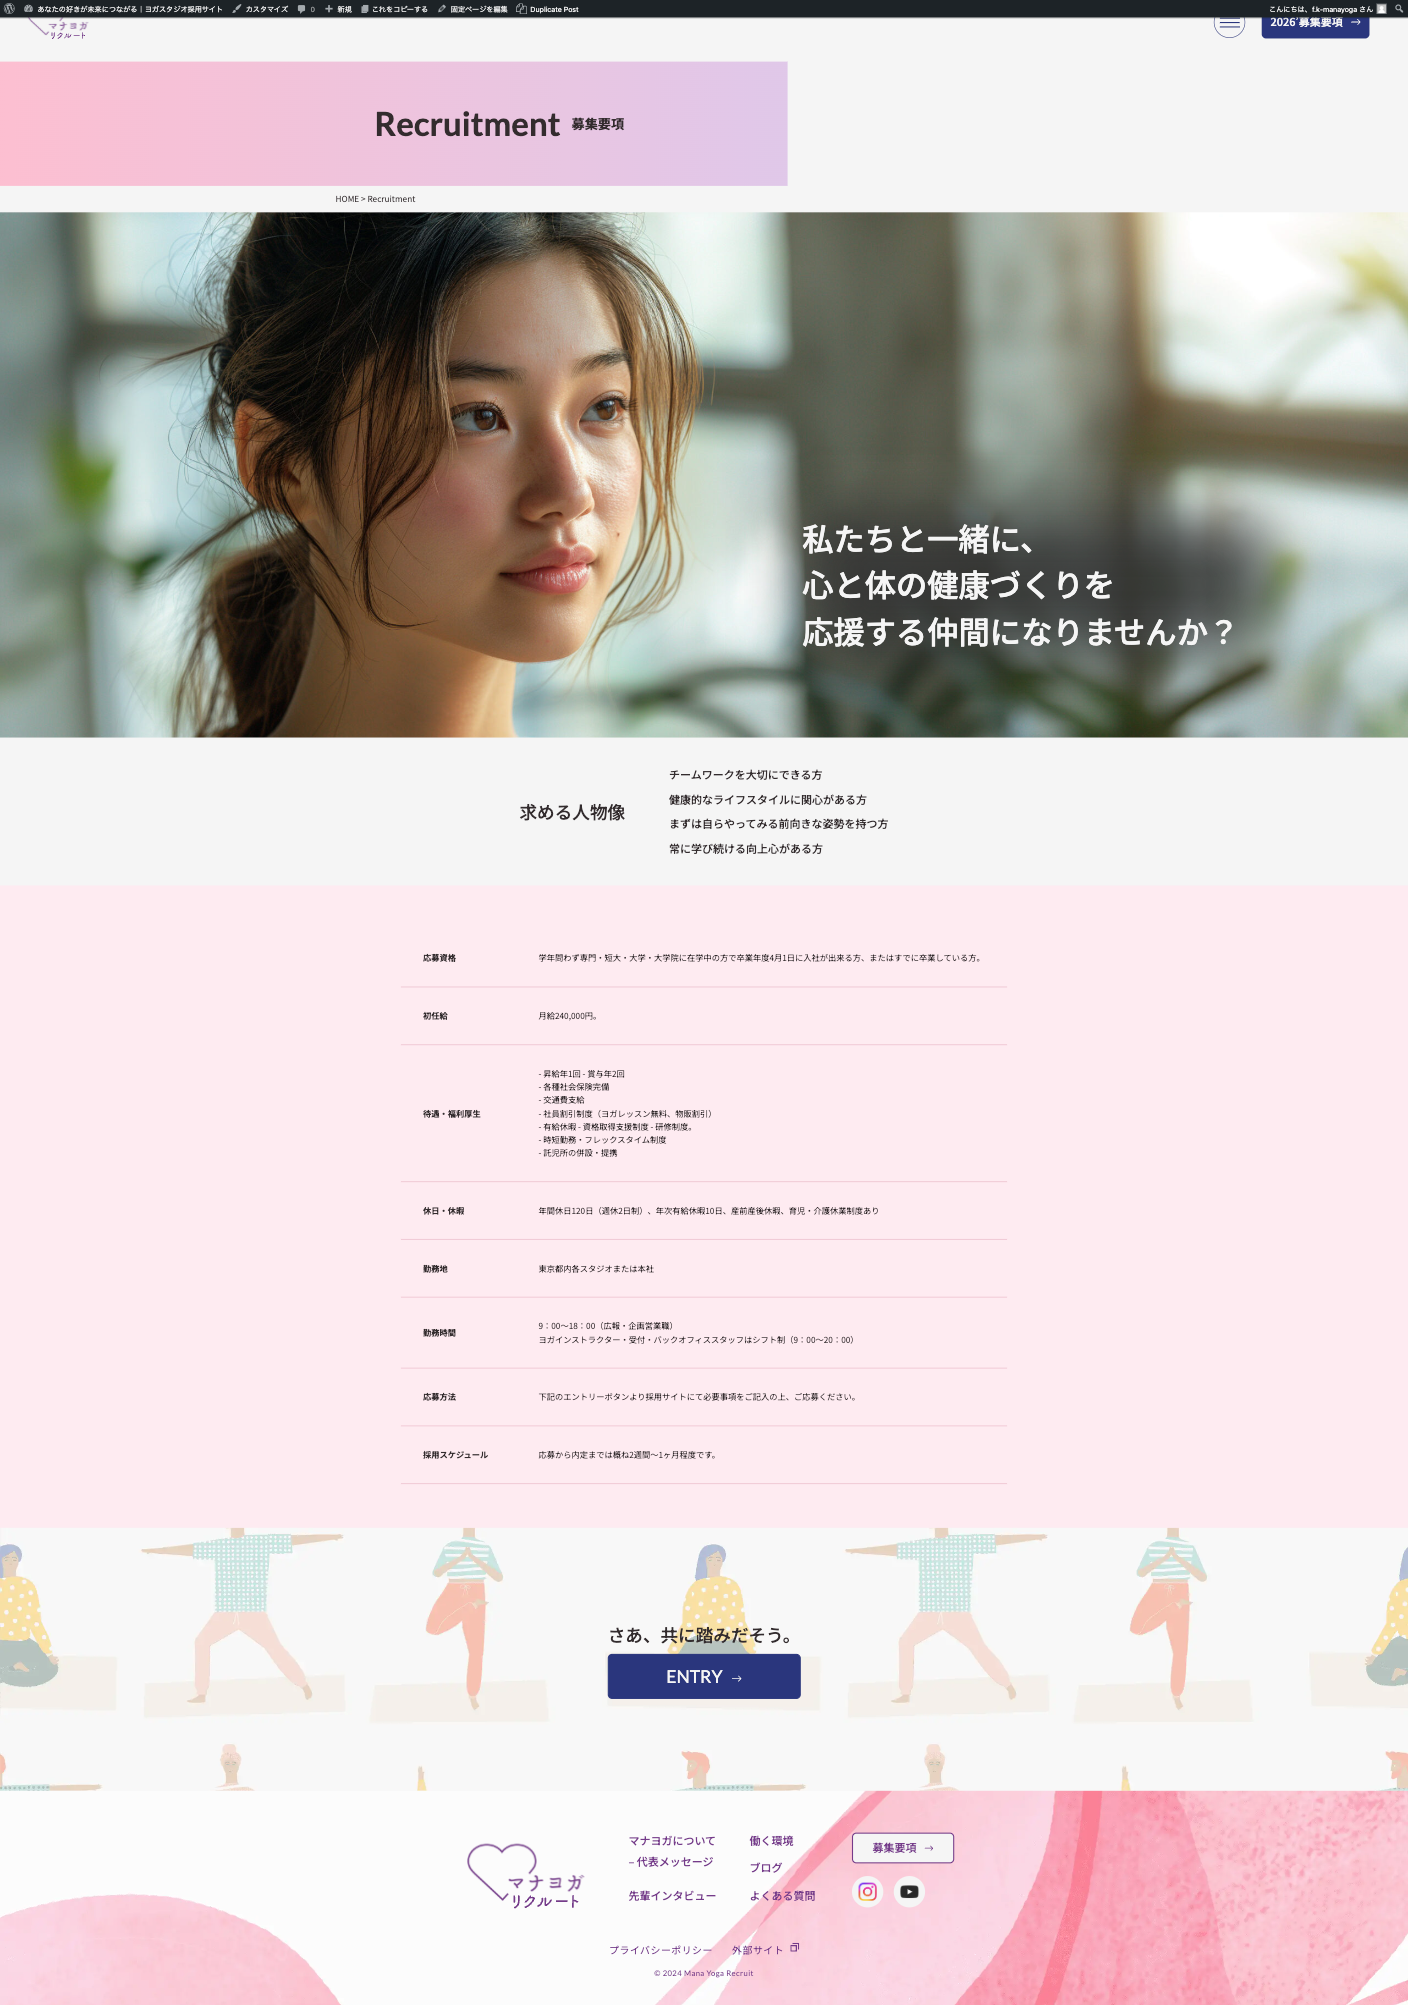 あなたの好きが未来につながる｜ヨガスタジオ採用サイト カスタマイズ 0 新規 これをコピーする 固定ページを編集 Duplicate Post こんにちは、f.k-manayoga さん
マナヨガ
リクルート
2026'募集要項 →
Recruitment 募集要項
HOME > Recruitment
私たちと一緒に、
心と体の健康づくりを
応援する仲間になりませんか？
求める人物像
チームワークを大切にできる方
健康的なライフスタイルに関心がある方
まずは自らやってみる前向きな姿勢を持つ方
常に学び続ける向上心がある方
応募資格 学年問わず専門・短大・大学・大学院に在学中の方で卒業年度4月1日に入社が出来る方、またはすでに卒業している方。
初任給 月給240,000円。
待遇・福利厚生
- 昇給年1回 - 賞与年2回
- 各種社会保険完備
- 交通費支給
- 社員割引制度（ヨガレッスン無料、物販割引）
- 有給休暇 - 資格取得支援制度 - 研修制度。
- 時短勤務・フレックスタイム制度
- 託児所の併設・提携
休日・休暇 年間休日120日（週休2日制）、年次有給休暇10日、産前産後休暇、育児・介護休業制度あり
勤務地 東京都内各スタジオまたは本社
勤務時間
9：00〜18：00（広報・企画営業職）
ヨガインストラクター・受付・バックオフィススタッフはシフト制（9：00〜20：00）
応募方法 下記のエントリーボタンより採用サイトにて必要事項をご記入の上、ご応募ください。
採用スケジュール 応募から内定までは概ね2週間〜1ヶ月程度です。
さあ、共に踏みだそう。
ENTRY →
マナヨガ
リクルート
マナヨガについて
– 代表メッセージ
先輩インタビュー
働く環境
ブログ
よくある質問
募集要項 →
プライバシーポリシー 外部サイト
© 2024 Mana Yoga Recruit